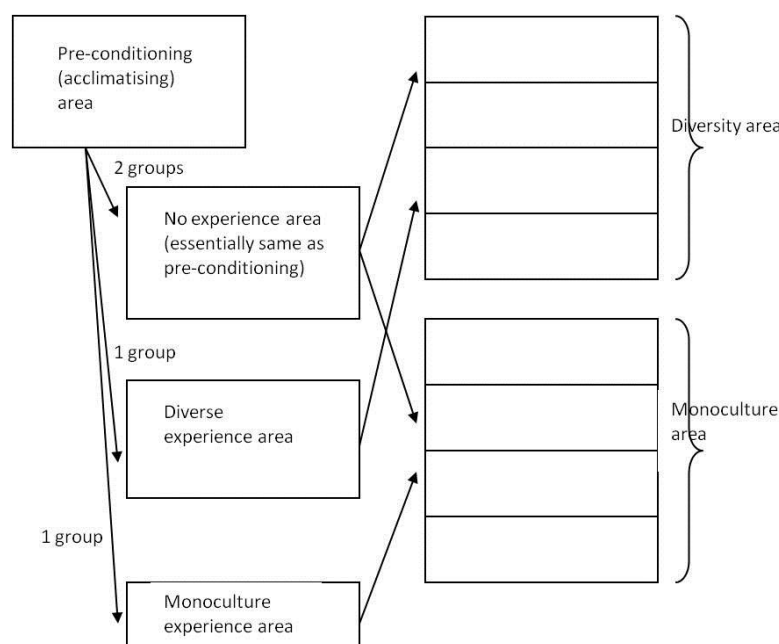 Pre-conditioning
(acclimatising)
area
2 groups
No experience area
(essentially same as
pre-conditioning)
1 group
Diverse
experience area
1 group
Monoculture
experience area
Diversity area
Monoculture
area